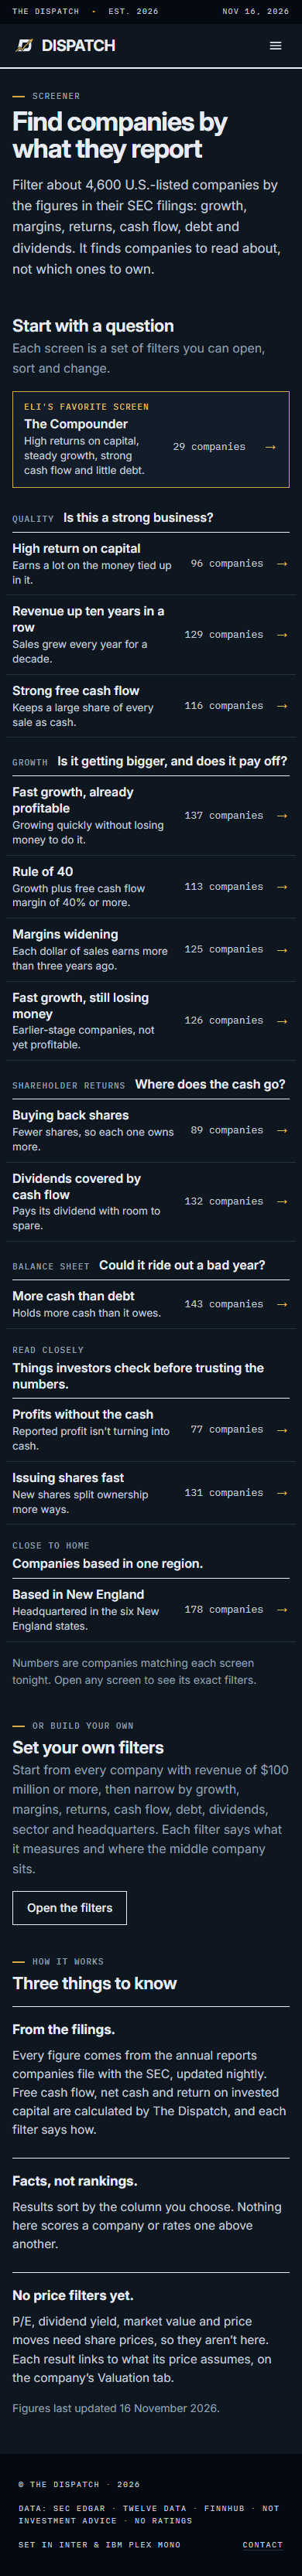 THE DISPATCH • EST. 2026 NOV 16, 2026
DISPATCH
SCREENER
Find companies by
what they report
Filter about 4,600 U.S.-listed companies by
the figures in their SEC filings: growth,
margins, returns, cash flow, debt and
dividends. It finds companies to read about,
not which ones to own.
Start with a question
Each screen is a set of filters you can open,
sort and change.
ELI'S FAVORITE SCREEN
The Compounder
High returns on capital,
steady growth, strong
cash flow and little debt.
29 companies →
QUALITY Is this a strong business?
High return on capital
Earns a lot on the money tied up
in it.
96 companies →
Revenue up ten years in a
row
Sales grew every year for a
decade.
129 companies →
Strong free cash flow
Keeps a large share of every
sale as cash.
116 companies →
GROWTH Is it getting bigger, and does it pay off?
Fast growth, already
profitable
Growing quickly without losing
money to do it.
137 companies →
Rule of 40
Growth plus free cash flow
margin of 40% or more.
113 companies →
Margins widening
Each dollar of sales earns more
than three years ago.
125 companies →
Fast growth, still losing
money
Earlier-stage companies, not
yet profitable.
126 companies →
SHAREHOLDER RETURNS Where does the cash go?
Buying back shares
Fewer shares, so each one owns
more.
89 companies →
Dividends covered by
cash flow
Pays its dividend with room to
spare.
132 companies →
BALANCE SHEET Could it ride out a bad year?
More cash than debt
Holds more cash than it owes.
143 companies →
READ CLOSELY
Things investors check before trusting the
numbers.
Profits without the cash
Reported profit isn't turning into
cash.
77 companies →
Issuing shares fast
New shares split ownership
more ways.
131 companies →
CLOSE TO HOME
Companies based in one region.
Based in New England
Headquartered in the six New
England states.
178 companies →
Numbers are companies matching each screen
tonight. Open any screen to see its exact filters.
OR BUILD YOUR OWN
Set your own filters
Start from every company with revenue of $100
million or more, then narrow by growth,
margins, returns, cash flow, debt, dividends,
sector and headquarters. Each filter says what
it measures and where the middle company
sits.
Open the filters
HOW IT WORKS
Three things to know
From the filings.
Every figure comes from the annual reports
companies file with the SEC, updated nightly.
Free cash flow, net cash and return on invested
capital are calculated by The Dispatch, and each
filter says how.
Facts, not rankings.
Results sort by the column you choose. Nothing
here scores a company or rates one above
another.
No price filters yet.
P/E, dividend yield, market value and price
moves need share prices, so they aren't here.
Each result links to what its price assumes, on
the company's Valuation tab.
Figures last updated 16 November 2026.
© THE DISPATCH · 2026
DATA: SEC EDGAR · TWELVE DATA · FINNHUB · NOT
INVESTMENT ADVICE · NO RATINGS
SET IN INTER & IBM PLEX MONO CONTACT